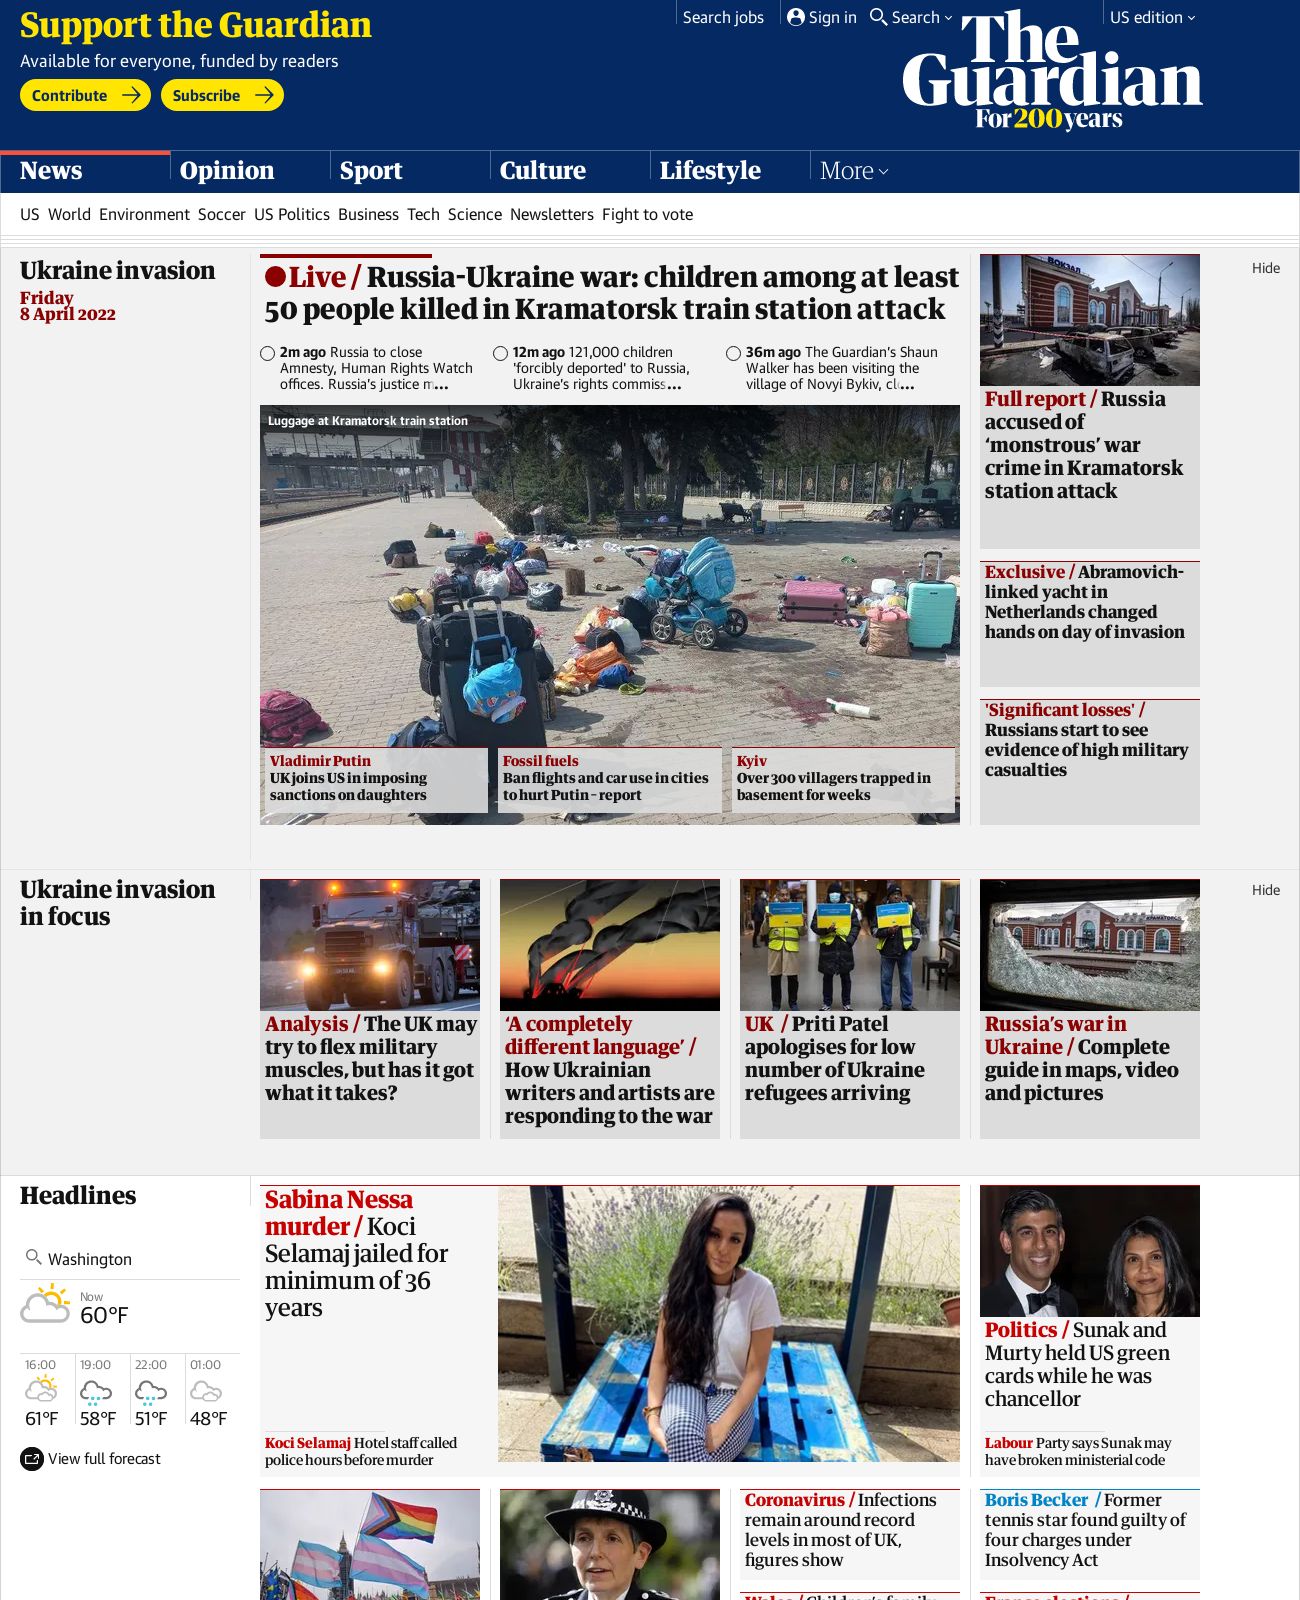 Support the Guardian
Available for everyone, funded by readers
Contribute
Subscribe
Search jobs
Sign in
Search
US edition
The
Guardian
For 200 years
News
Opinion
Sport
Culture
Lifestyle
More
US World Environment Soccer US Politics Business Tech Science Newsletters Fight to vote
Ukraine invasion
Friday
8 April 2022
Live / Russia-Ukraine war: children among at least
50 people killed in Kramatorsk train station attack
2m ago Russia to close
Amnesty, Human Rights Watch
offices. Russia's justice m...
12m ago 121,000 children
'forcibly deported' to Russia,
Ukraine's rights commiss...
36m ago The Guardian's Shaun
Walker has been visiting the
village of Novyi Bykiv, cl...
Luggage at Kramatorsk train station
Vladimir Putin
UK joins US in imposing
sanctions on daughters
Fossil fuels
Ban flights and car use in cities
to hurt Putin – report
Kyiv
Over 300 villagers trapped in
basement for weeks
ВОКЗАЛ
Full report / Russia
accused of
‘monstrous’ war
crime in Kramatorsk
station attack
Exclusive / Abramovich-
linked yacht in
Netherlands changed
hands on day of invasion
'Significant losses' /
Russians start to see
evidence of high military
casualties
Hide
Ukraine invasion
in focus
Analysis / The UK may
try to flex military
muscles, but has it got
what it takes?
‘A completely
different language’ /
How Ukrainian
writers and artists are
responding to the war
UK / Priti Patel
apologises for low
number of Ukraine
refugees arriving
КРАМАТОРСК
Russia’s war in
Ukraine / Complete
guide in maps, video
and pictures
Hide
Headlines
Washington
Now
60°F
16:00
19:00
22:00
01:00
61°F
58°F
51°F
48°F
View full forecast
Sabina Nessa
murder / Koci
Selamaj jailed for
minimum of 36
years
Koci Selamaj Hotel staff called
police hours before murder
Politics / Sunak and
Murty held US green
cards while he was
chancellor
Labour Party says Sunak may
have broken ministerial code
Coronavirus / Infections
remain around record
levels in most of UK,
figures show
Boris Becker / Former
tennis star found guilty of
four charges under
Insolvency Act